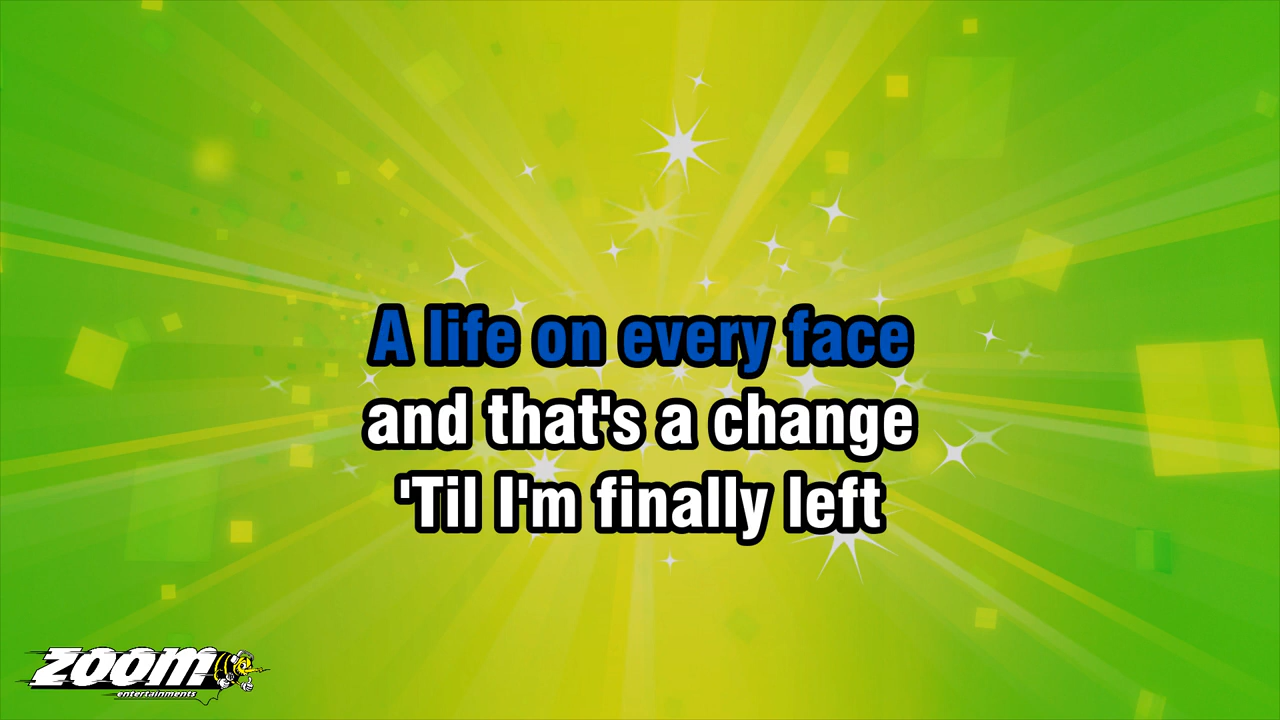 A life on every face
and that's a change
'Til I'm finally left
ZOOM
entertainments